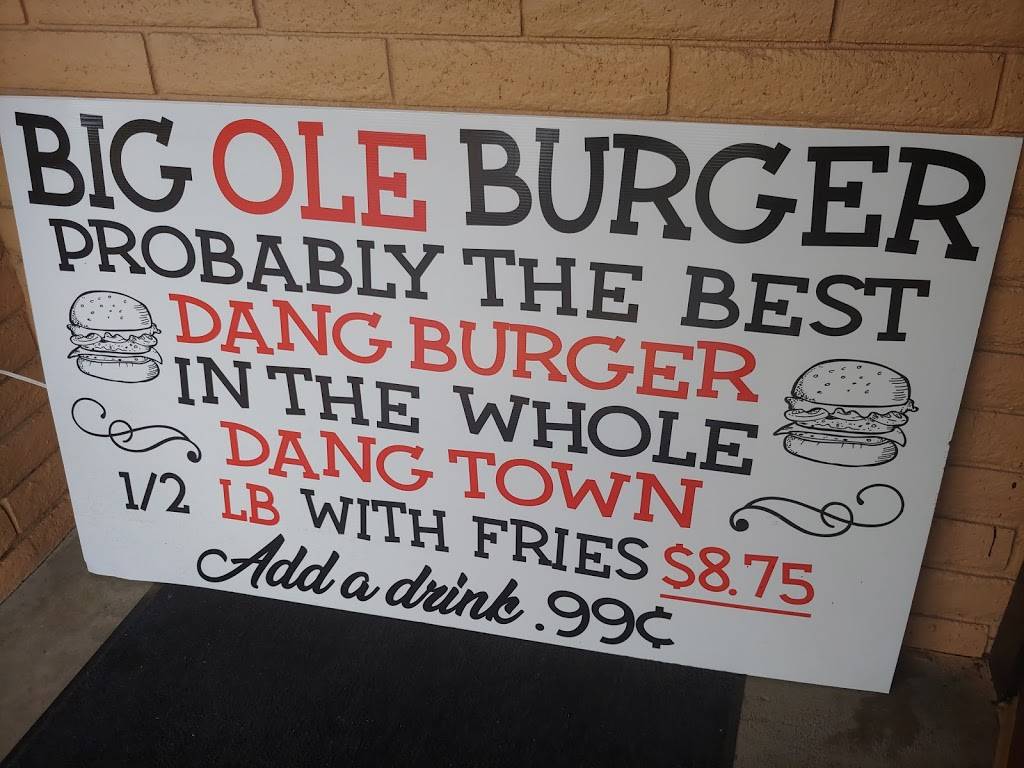 BIG OLE BURGER
PROBABLY THE BEST
DANG BURGER
IN THE WHOLE
DANG TOWN
1/2 LB WITH FRIES $8.75
Add a drink .99¢